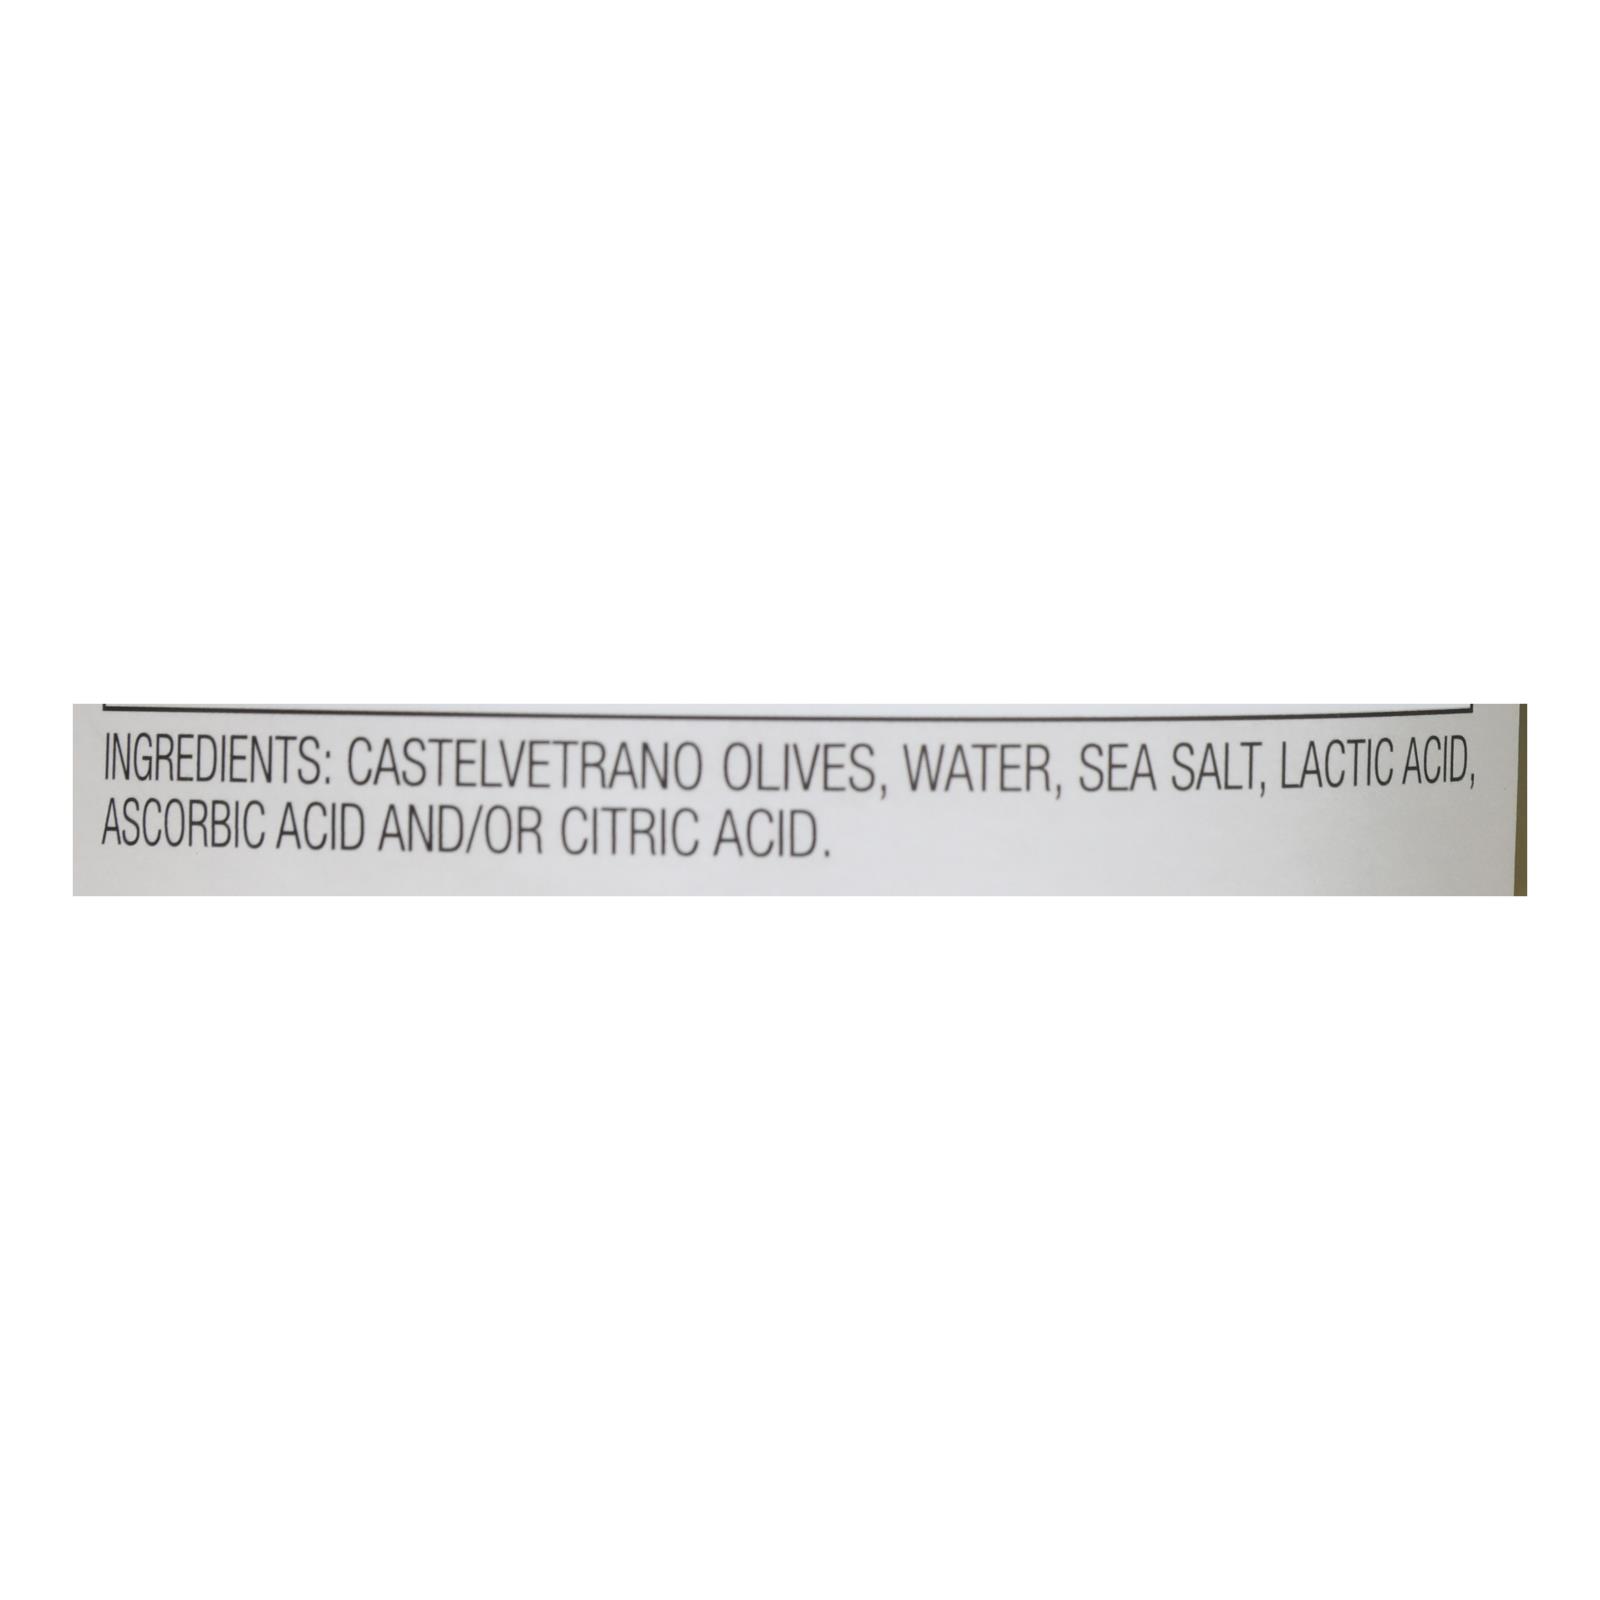 INGREDIENTS: CASTELVETRANO OLIVES, WATER, SEA SALT, LACTIC ACID,
ASCORBIC ACID AND/OR CITRIC ACID.